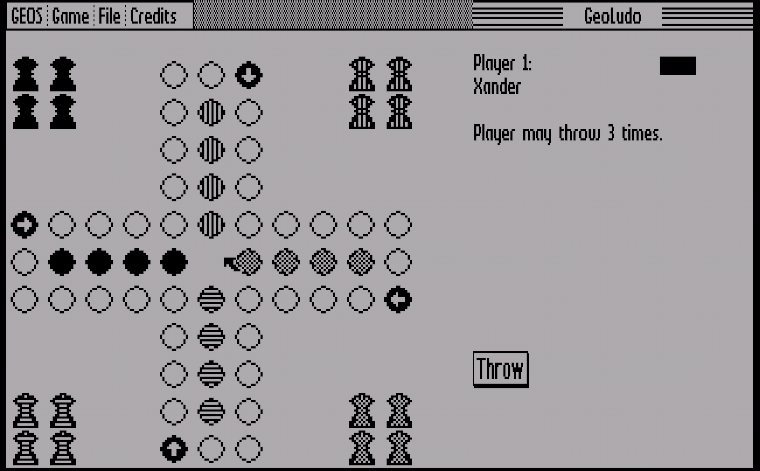 GEOS Game File Credits
GeoLudo
Player 1:
Xander
Player may throw 3 times.
Throw